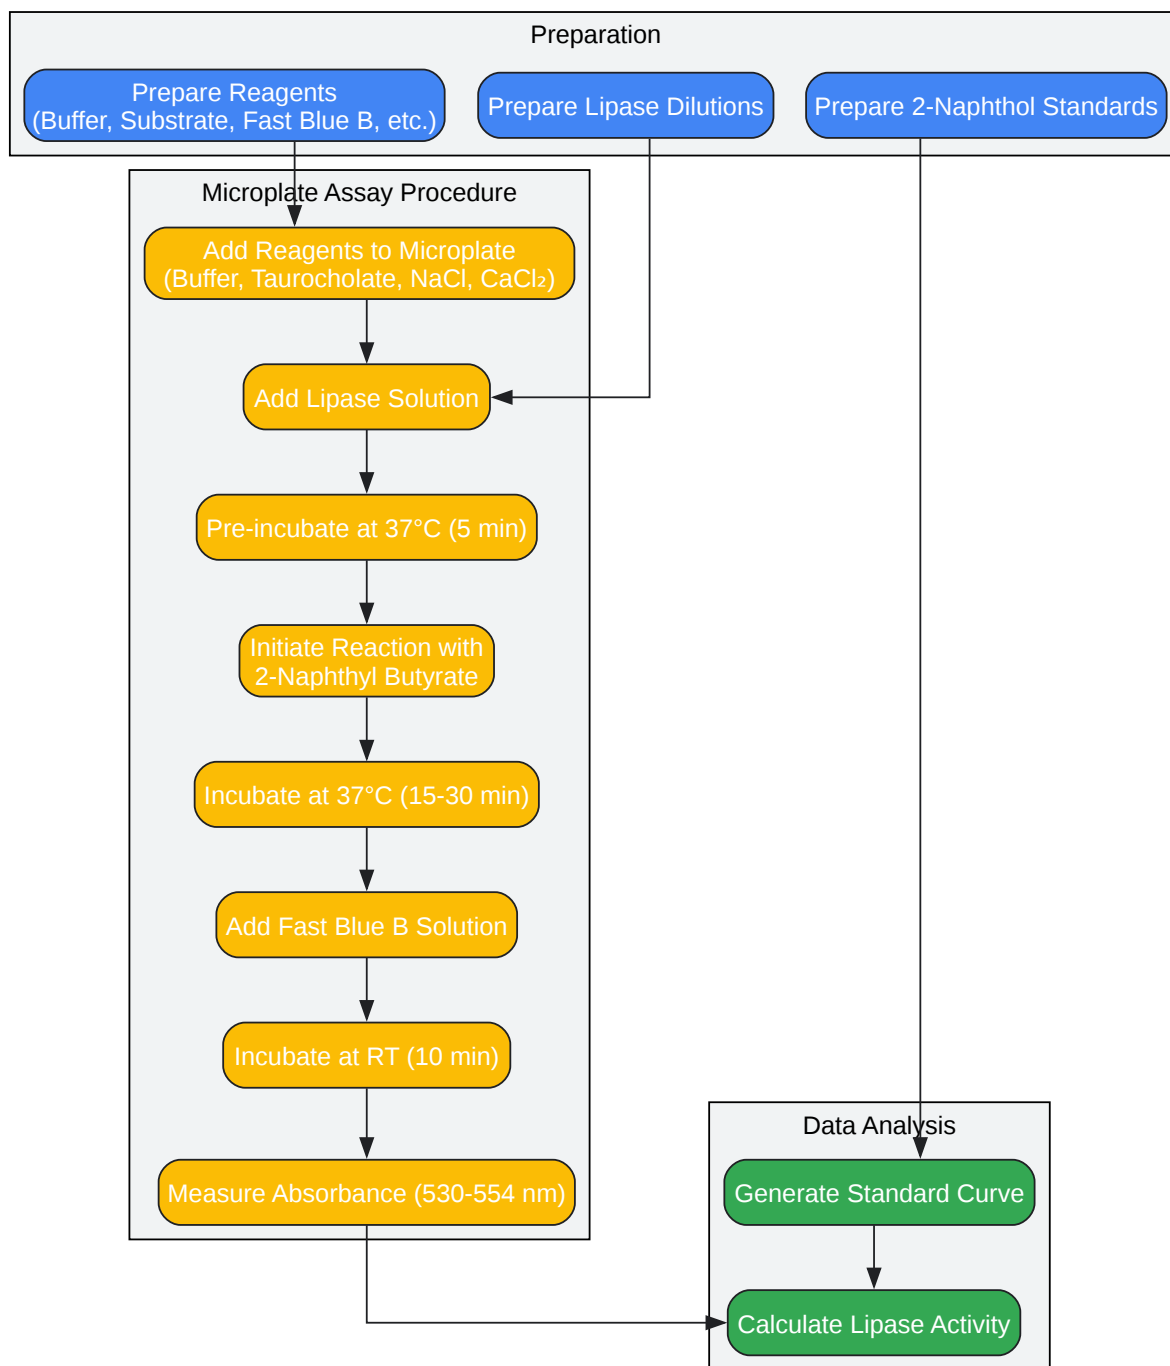 Preparation
Prepare Reagents
(Buffer, Substrate, Fast Blue B, etc.)
Prepare Lipase Dilutions
Prepare 2-Naphthol Standards
Microplate Assay Procedure
Add Reagents to Microplate
(Buffer, Taurocholate, NaCl, CaCl₂)
Add Lipase Solution
Pre-incubate at 37°C (5 min)
Initiate Reaction with
2-Naphthyl Butyrate
Incubate at 37°C (15-30 min)
Add Fast Blue B Solution
Incubate at RT (10 min)
Measure Absorbance (530-554 nm)
Data Analysis
Generate Standard Curve
Calculate Lipase Activity